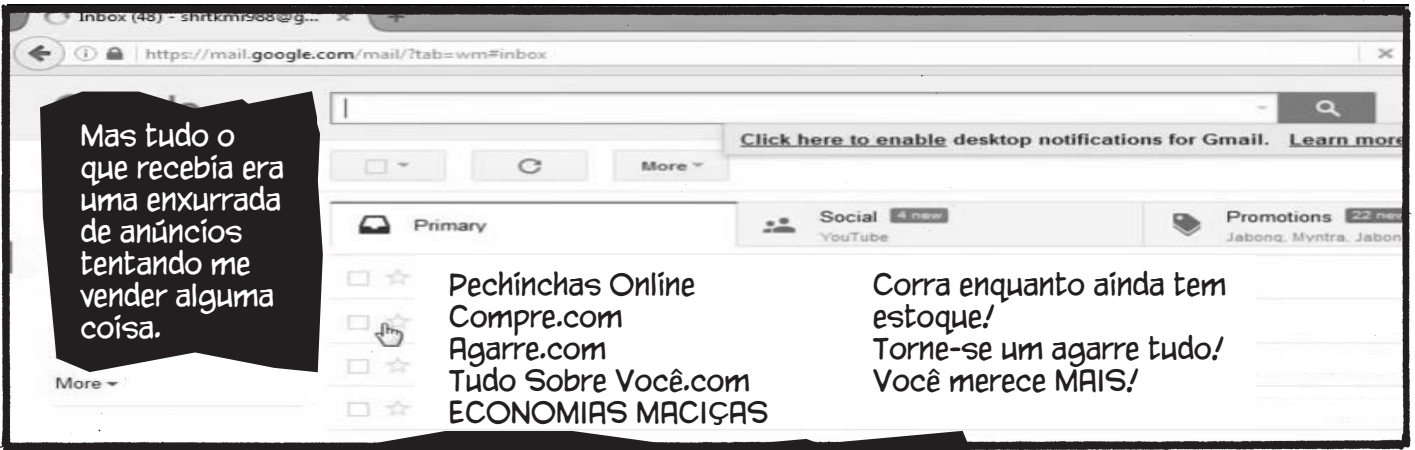 Inbox (48) - shrtkmr988@g...
https://mail.google.com/mail/?tab=wm#inbox
Mas tudo o
que recebia era
uma enxurrada
de anúncios
tentando me
vender alguma
coisa.
Click here to enable desktop notifications for Gmail. Learn more
More
Primary
Social 4 new
YouTube
Promotions 22 new
Jabong, Myntra, Jabon
Pechinchas Online
Compre.com
Agarre.com
Tudo Sobre Você.com
ECONOMIAS MACIÇAS
Corra enquanto ainda tem
estoque!
Torne-se um agarre tudo!
Você merece MAIS!
More